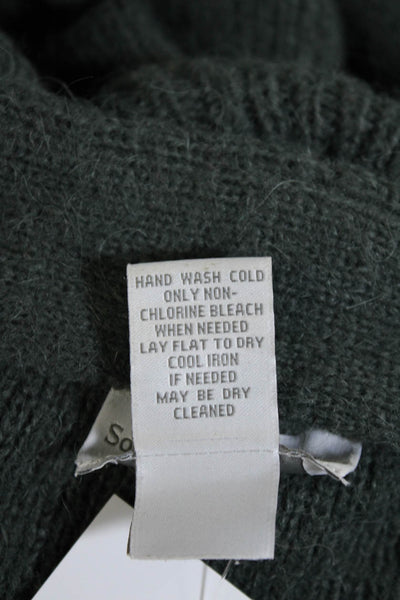 HAND WASH COLD
ONLY NON-
CHLORINE BLEACH
WHEN NEEDED
LAY FLAT TO DRY
COOL IRON
IF NEEDED
MAY BE DRY
CLEANED